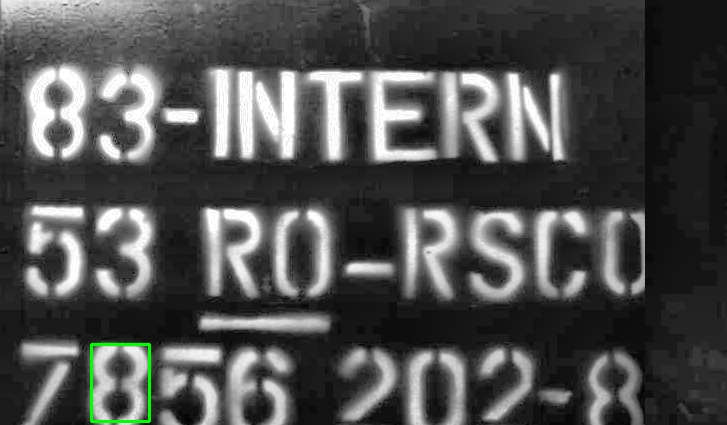 83-INTERN
53 RO-RSCO
7856 202-8